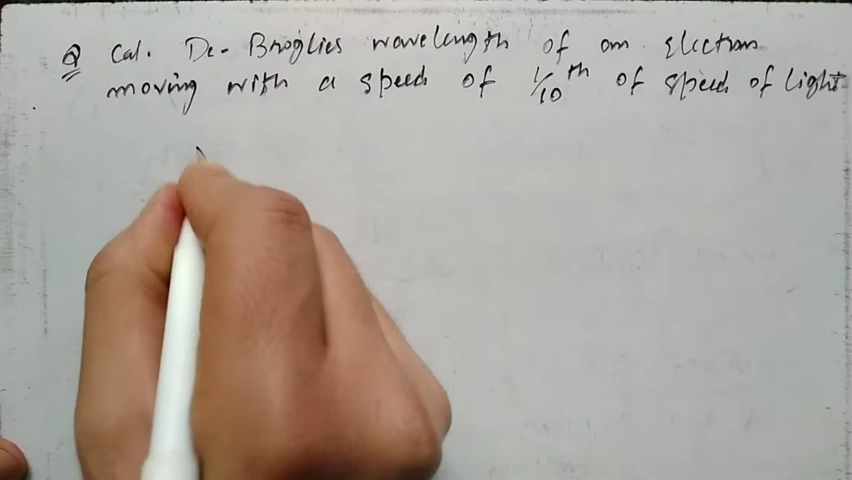 Q Cal. De-Broglies wavelength of an Electron
moving with a speed of 1/10th of speed of light